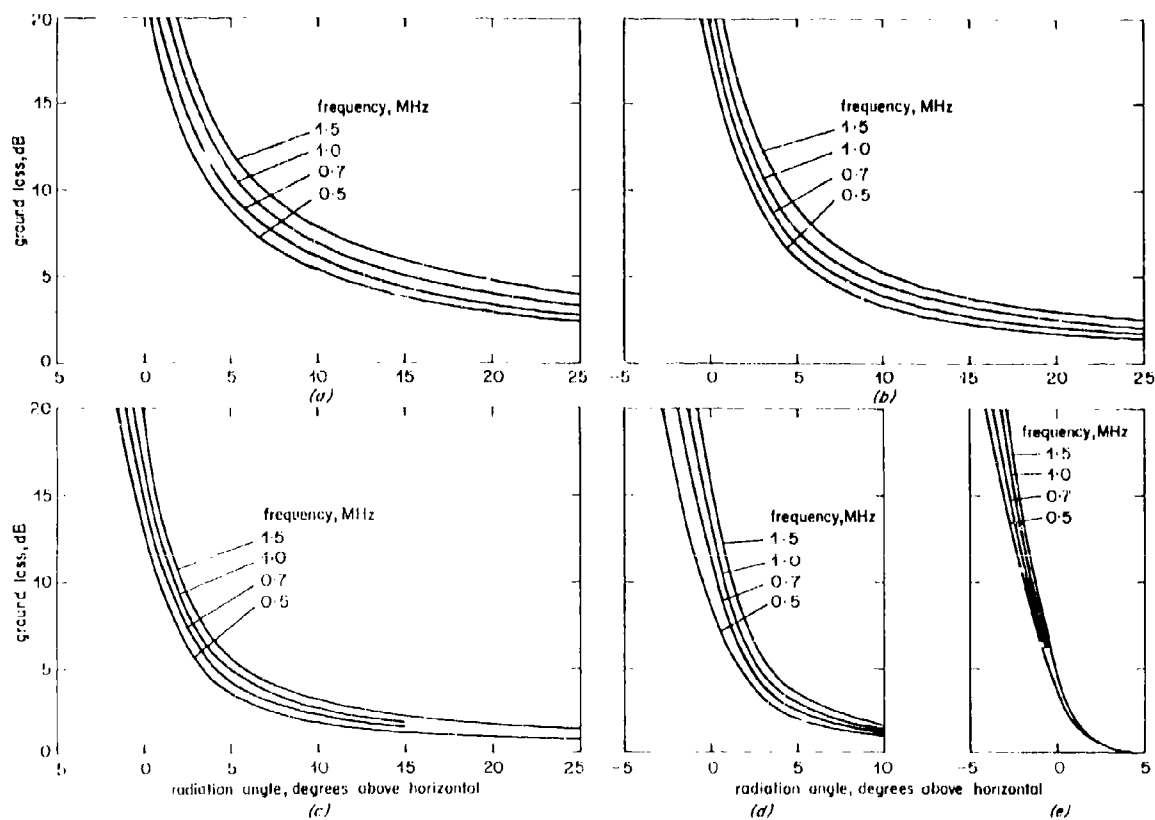 20
15
10
5
0
ground loss, dB
frequency, MHz
1·5
1·0
0·7
0·5
5 0 5 10 15 20 25
(a)
frequency, MHz
1·5
1·0
0·7
0·5
-5 0 5 10 15 20 25
(b)
20
15
10
5
0
ground loss, dB
frequency, MHz
1·5
1·0
0·7
0·5
5 0 5 10 15 20 25
radiation angle, degrees above horizontal
(c)
frequency, MHz
1·5
1·0
0·7
0·5
-5 0 5 10
(d)
frequency, MHz
1·5
1·0
0·7
0·5
-5 0 5
radiation angle, degrees above horizontal
(e)